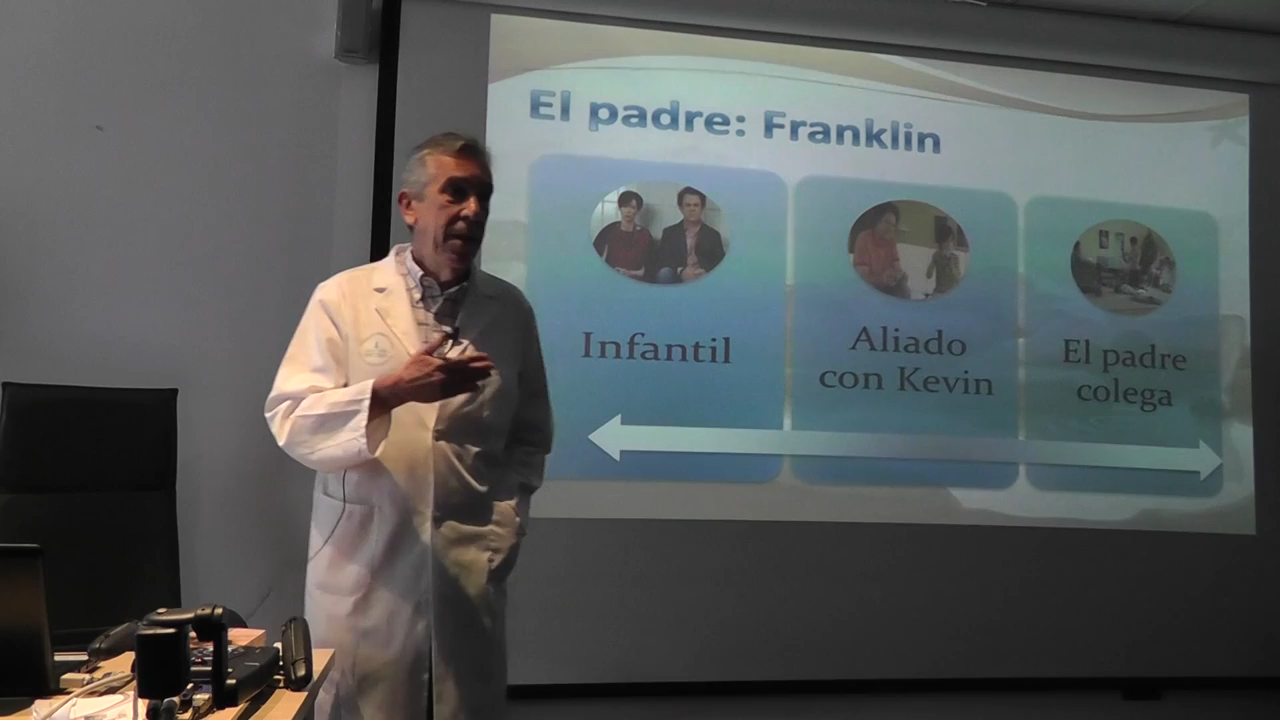 El padre: Franklin
Infantil
Aliado
con Kevin
El padre
colega